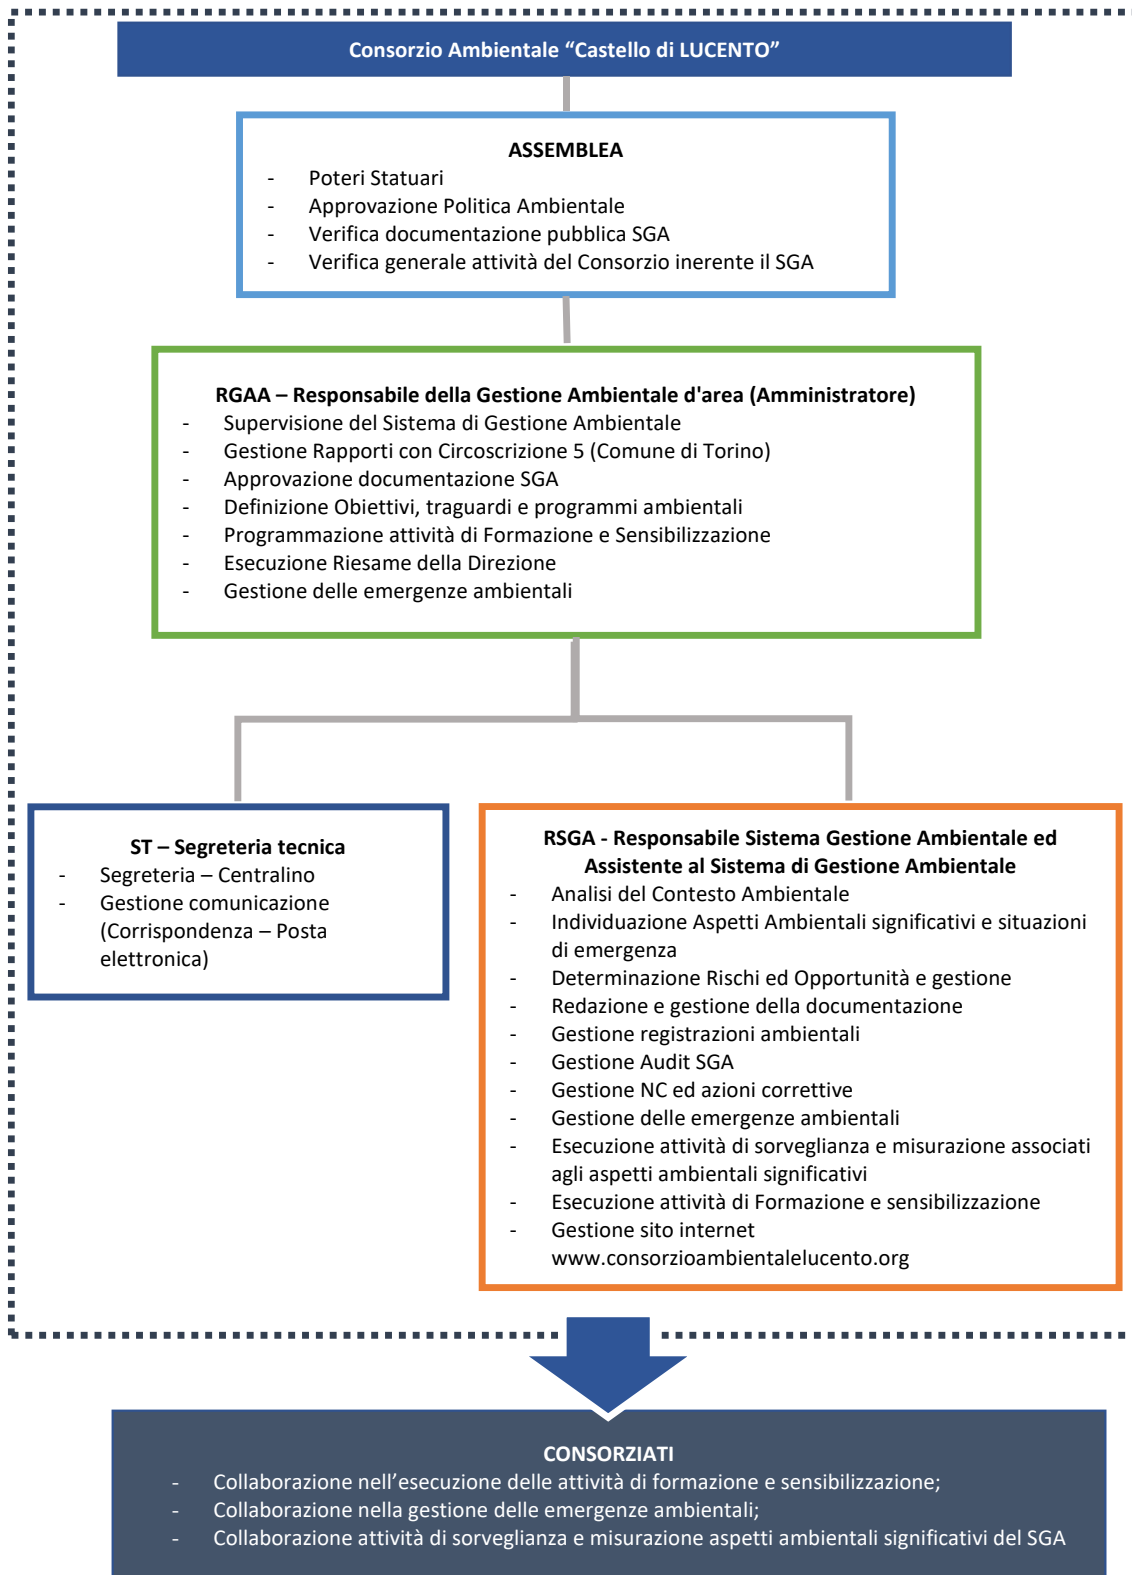 Consorzio Ambientale “Castello di LUCENTO”
ASSEMBLEA
- Poteri Statuari
- Approvazione Politica Ambientale
- Verifica documentazione pubblica SGA
- Verifica generale attività del Consorzio inerente il SGA
RGAA – Responsabile della Gestione Ambientale d'area (Amministratore)
- Supervisione del Sistema di Gestione Ambientale
- Gestione Rapporti con Circoscrizione 5 (Comune di Torino)
- Approvazione documentazione SGA
- Definizione Obiettivi, traguardi e programmi ambientali
- Programmazione attività di Formazione e Sensibilizzazione
- Esecuzione Riesame della Direzione
- Gestione delle emergenze ambientali
ST – Segreteria tecnica
- Segreteria – Centralino
- Gestione comunicazione
(Corrispondenza – Posta
elettronica)
RSGA - Responsabile Sistema Gestione Ambientale ed
Assistente al Sistema di Gestione Ambientale
- Analisi del Contesto Ambientale
- Individuazione Aspetti Ambientali significativi e situazioni
di emergenza
- Determinazione Rischi ed Opportunità e gestione
- Redazione e gestione della documentazione
- Gestione registrazioni ambientali
- Gestione Audit SGA
- Gestione NC ed azioni correttive
- Gestione delle emergenze ambientali
- Esecuzione attività di sorveglianza e misurazione associati
agli aspetti ambientali significativi
- Esecuzione attività di Formazione e sensibilizzazione
- Gestione sito internet
www.consorzioambientalelucento.org
CONSORZIATI
- Collaborazione nell’esecuzione delle attività di formazione e sensibilizzazione;
- Collaborazione nella gestione delle emergenze ambientali;
- Collaborazione attività di sorveglianza e misurazione aspetti ambientali significativi del SGA